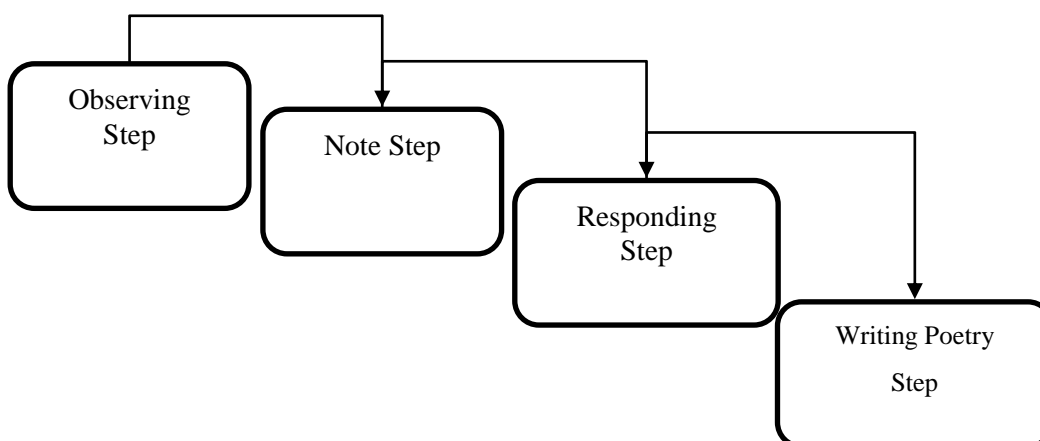 Observing
Step
Note Step
Responding
Step
Writing Poetry
Step